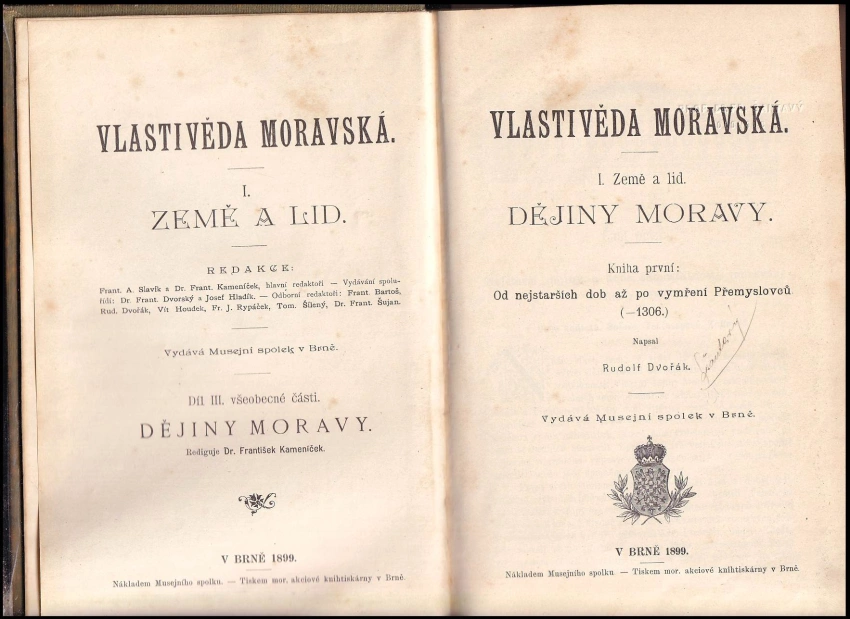 VLASTIVĚDA MORAVSKÁ.
I.
ZEMĚ A LID.
REDAKCE:
Frant. A. Slavík a Dr. Frant. Kameníček, hlavní redaktoři — Vydávání spolu-
řídí: Dr. Frant. Dvorský a Josef Hladík. — Odborní redaktoři: Frant. Bartoš,
Rud. Dvořák, Vít Houdek, Fr. J. Rypáček, Tom. Šílený, Dr. Frant. Šujan.
Vydává Musejní spolek v Brně.
Díl III. všeobecné části.
DĚJINY MORAVY.
Rediguje Dr. František Kameníček.
V BRNĚ 1899.
Nákladem Musejního spolku. — Tiskem mor. akciové knihtiskárny v Brně.
VLASTIVĚDA MORAVSKÁ.
I. Země a lid.
DĚJINY MORAVY.
Kniha první:
Od nejstarších dob až po vymření Přemyslovců
(—1306.)
Napsal
Rudolf Dvořák.
Vydává Musejní spolek v Brně.
V BRNĚ 1899.
Nákladem Musejního spolku. — Tiskem mor. akciové knihtiskárny v Brně.